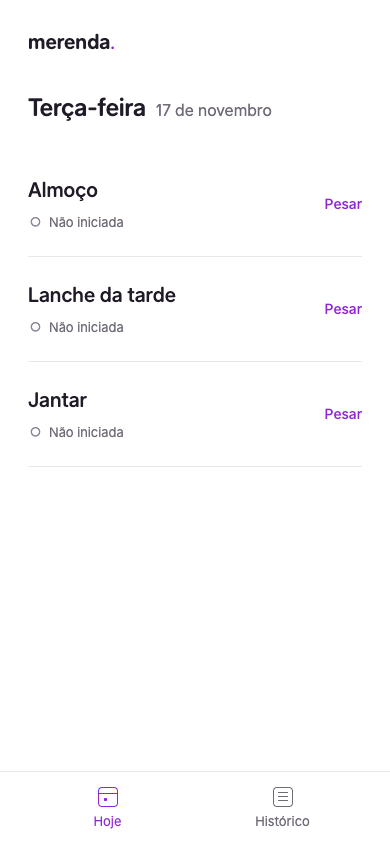 merenda.
Terça-feira 17 de novembro
Almoço
Não iniciada
Pesar
Lanche da tarde
Não iniciada
Pesar
Jantar
Não iniciada
Pesar
Hoje
Histórico